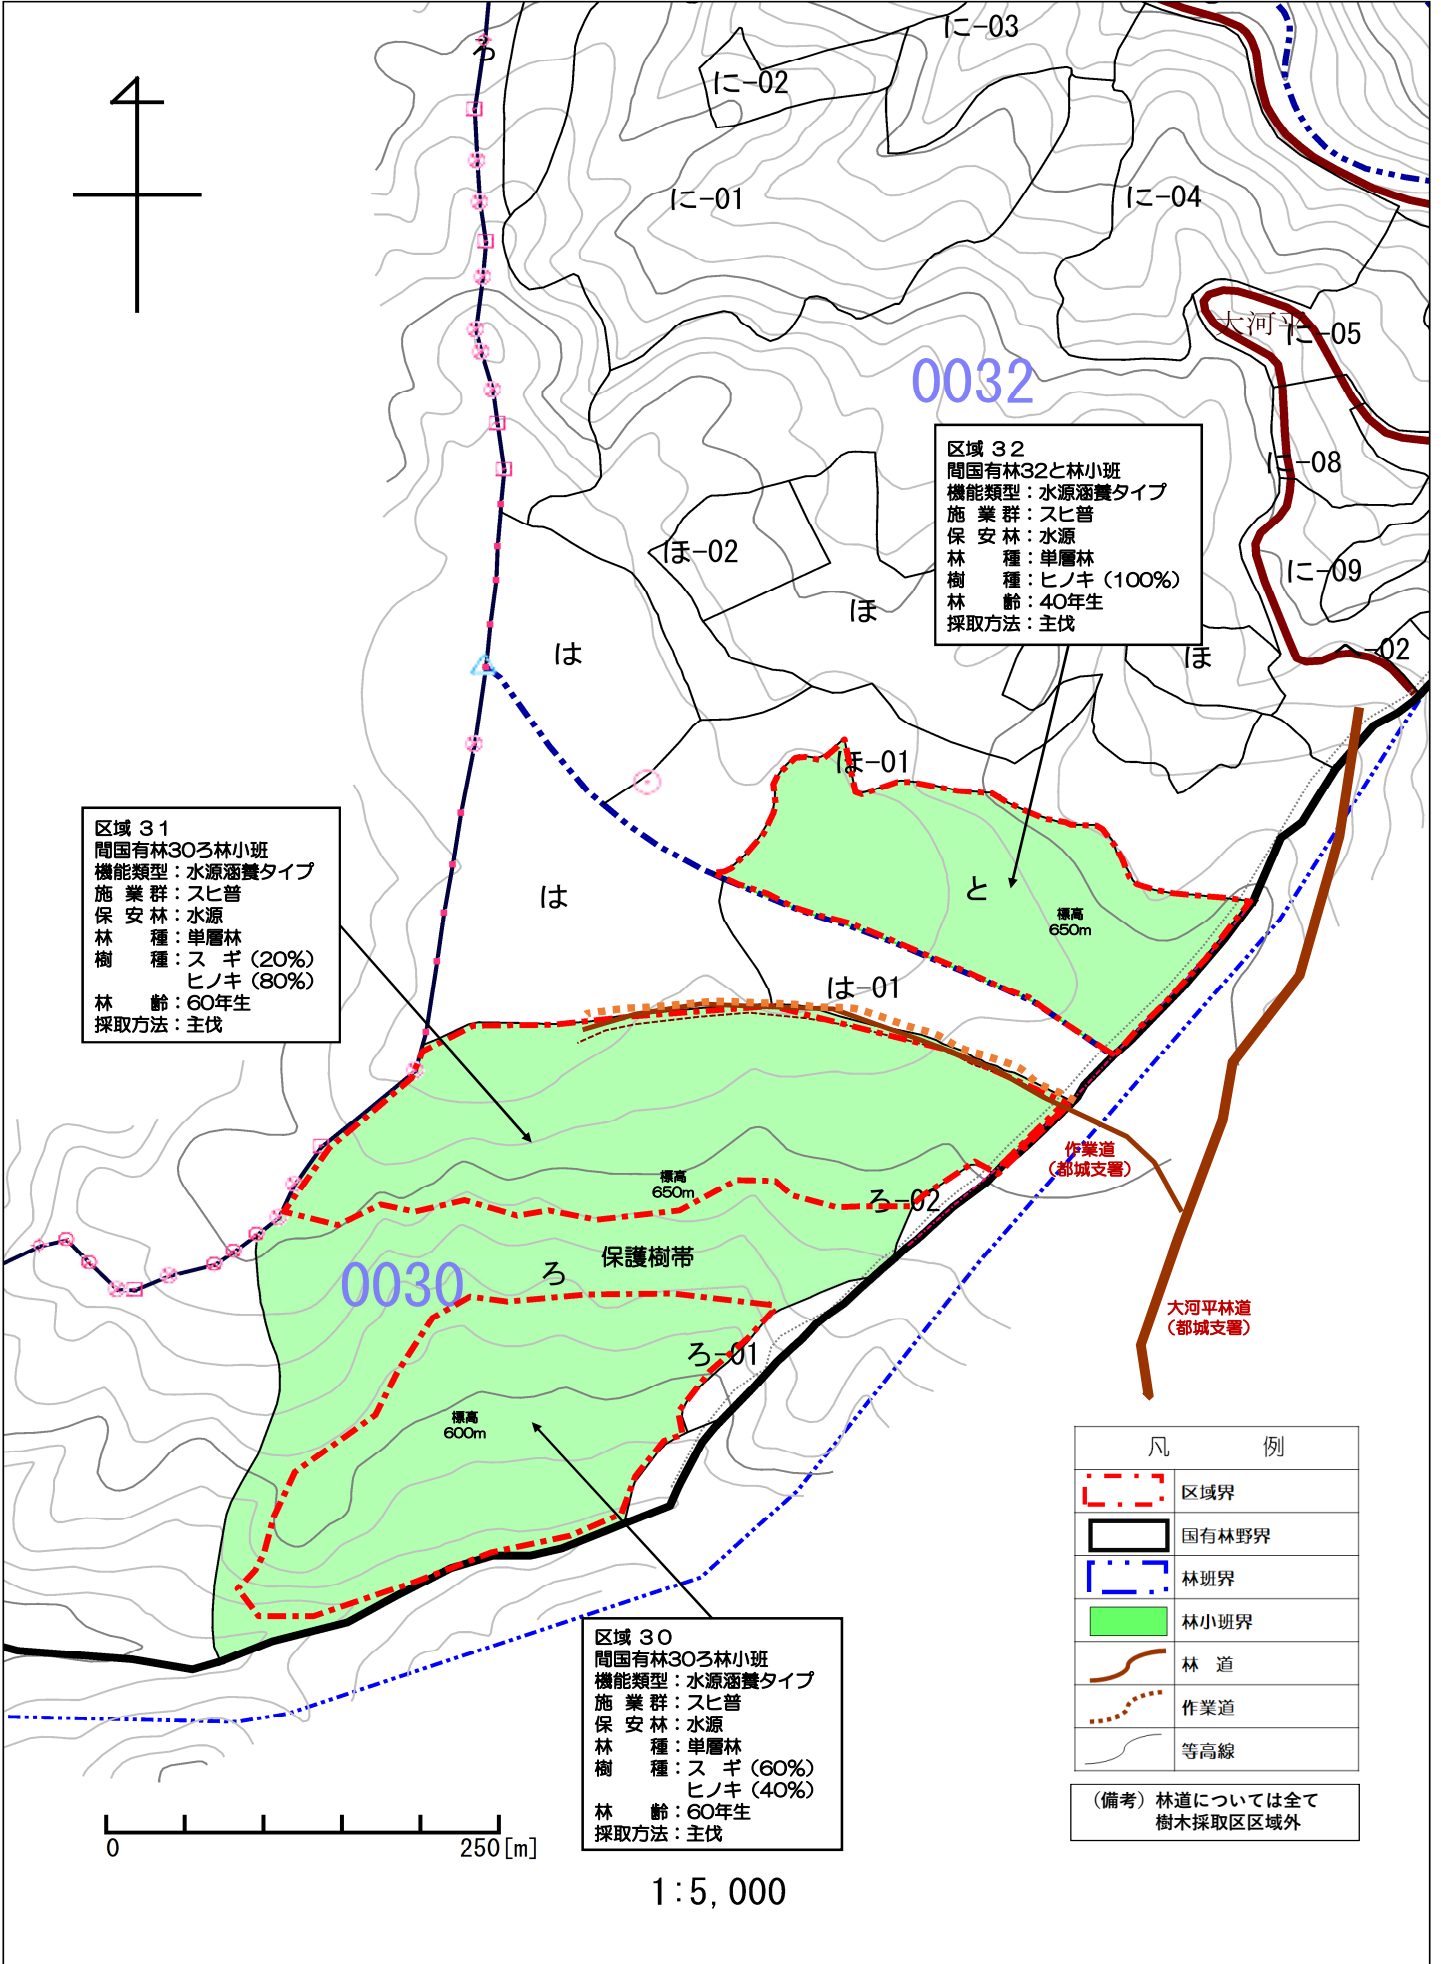 ろ
に-03
に-02
に-01
に-04
大河平
に-05
0032
区域 32
間国有林32と林小班
機能類型：水源涵養タイプ
施 業 群：スヒ普
保 安 林：水源
林　　種：単層林
樹　　種：ヒノキ（100%）
林　　齢：40年生
採取方法：主伐
に-08
に-09
ほ-02
ほ
は
ほ
-02
ほ-01
区域 31
間国有林30ろ林小班
機能類型：水源涵養タイプ
施 業 群：スヒ普
保 安 林：水源
林　　種：単層林
樹　　種：ス　ギ（20%）
ヒノキ（80%）
林　　齢：60年生
採取方法：主伐
は
と
標高
650m
は-01
作業道
（都城支署）
標高
650m
ろ-02
保護樹帯
ろ
0030
大河平林道
（都城支署）
ろ-01
標高
600m
凡　例
区域界
国有林野界
林班界
林小班界
林　道
作業道
等高線
（備考）林道については全て
樹木採取区区域外
区域 30
間国有林30ろ林小班
機能類型：水源涵養タイプ
施 業 群：スヒ普
保 安 林：水源
林　　種：単層林
樹　　種：ス　ギ（60%）
ヒノキ（40%）
林　　齢：60年生
採取方法：主伐
0
250[m]
1:5,000